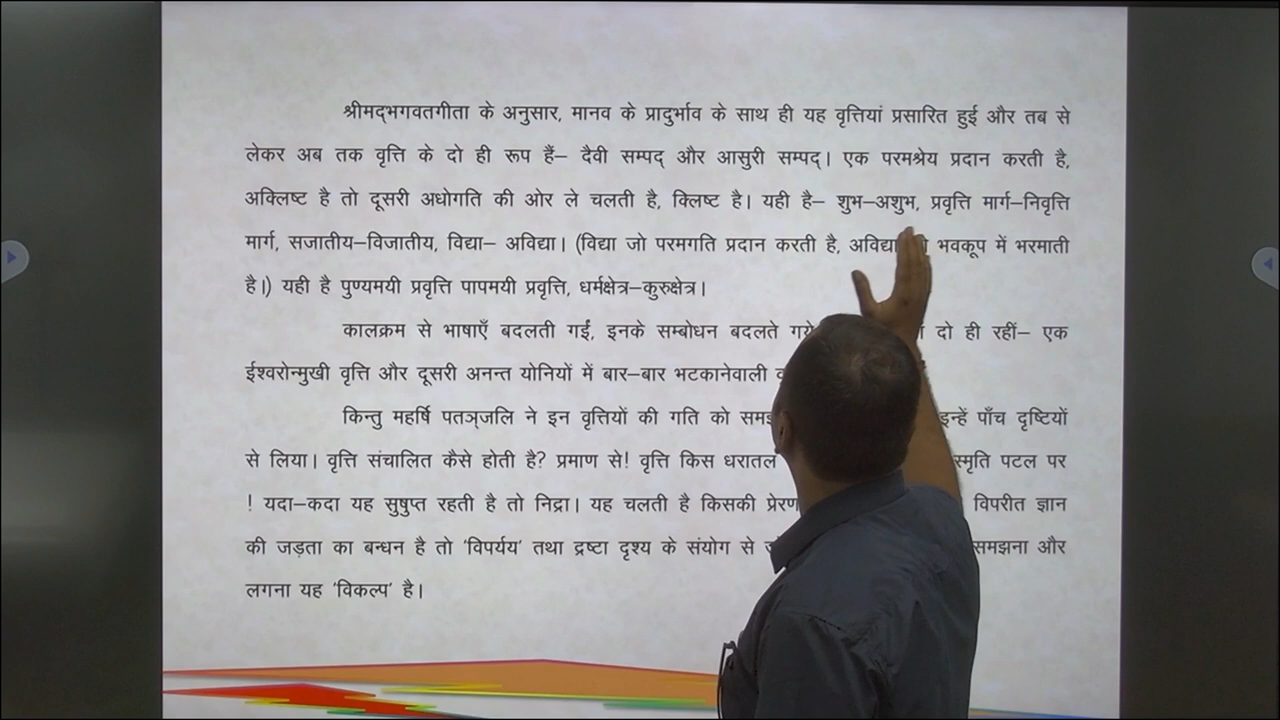 श्रीमद्भगवतगीता के अनुसार, मानव के प्रादुर्भाव के साथ ही यह वृत्तियां प्रसारित हुई और तब से
लेकर अब तक वृत्ति के दो ही रूप हैं– दैवी सम्पद् और आसुरी सम्पद्। एक परमश्रेय प्रदान करती है,
अक्लिष्ट है तो दूसरी अधोगति की ओर ले चलती है, क्लिष्ट है। यही है– शुभ–अशुभ, प्रवृत्ति मार्ग–निवृत्ति
मार्ग, सजातीय–विजातीय, विद्या– अविद्या। (विद्या जो परमगति प्रदान करती है, अविद्या भवकूप में भरमाती
है।) यही है पुण्यमयी प्रवृत्ति पापमयी प्रवृत्ति, धर्मक्षेत्र–कुरुक्षेत्र।
कालक्रम से भाषाएँ बदलती गईं, इनके सम्बोधन बदलते दो ही रहीं– एक
ईश्वरोन्मुखी वृत्ति और दूसरी अनन्त योनियों में बार–बार भटकानेवाली
किन्तु महर्षि पतञ्जलि ने इन वृत्तियों की गति को इन्हें पाँच दृष्टियों
से लिया। वृत्ति संचालित कैसे होती है? प्रमाण से! वृत्ति किस धरातल स्मृति पटल पर
! यदा–कदा यह सुषुप्त रहती है तो निद्रा। यह चलती है किसकी विपरीत ज्ञान
की जड़ता का बन्धन है तो ‘विपर्यय’ तथा द्रष्टा दृश्य के संयोग से समझना और
लगना यह ‘विकल्प’ है।